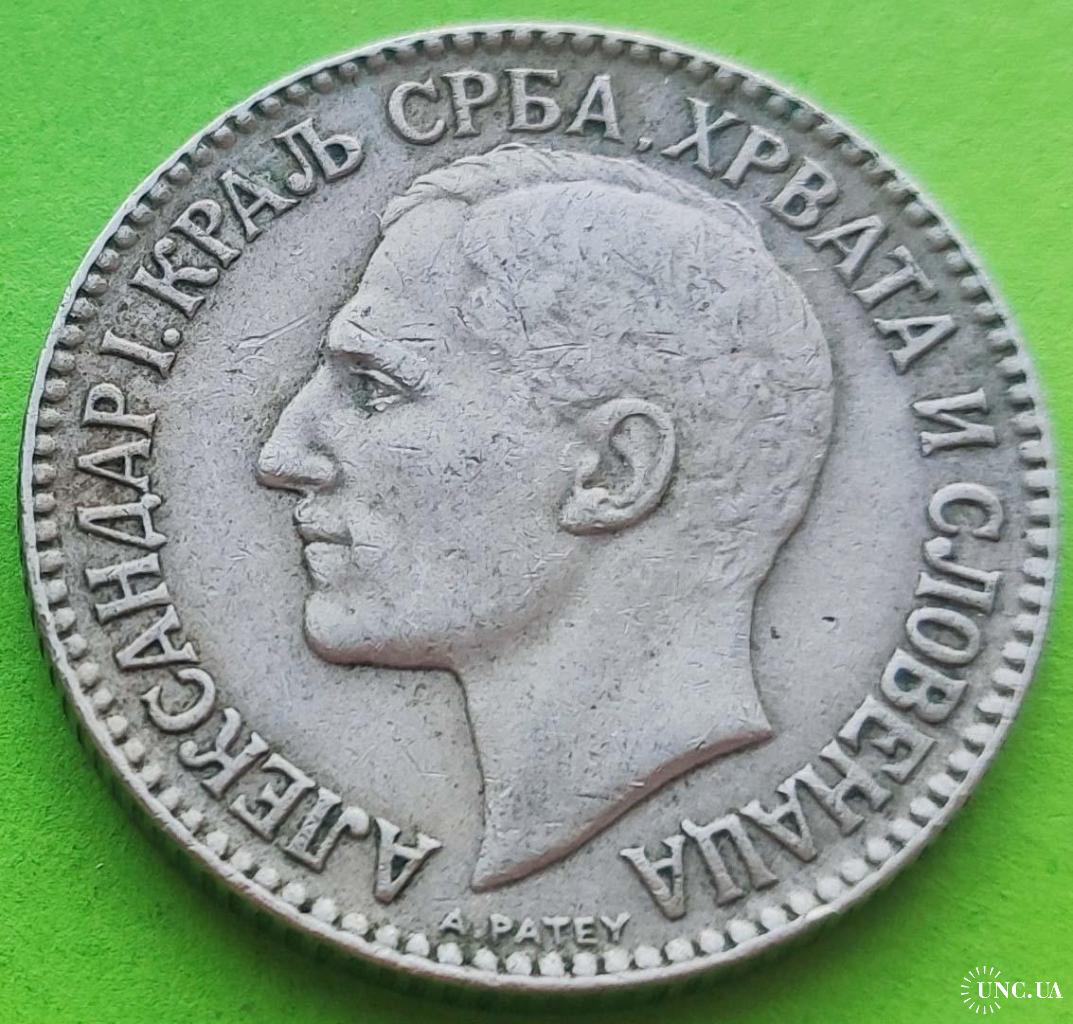 АЛЕКСАНДАР I. КРАЉ СРБА, ХРВАТА И СЛОВЕНАЦА
A. PATEY
UNC.UA